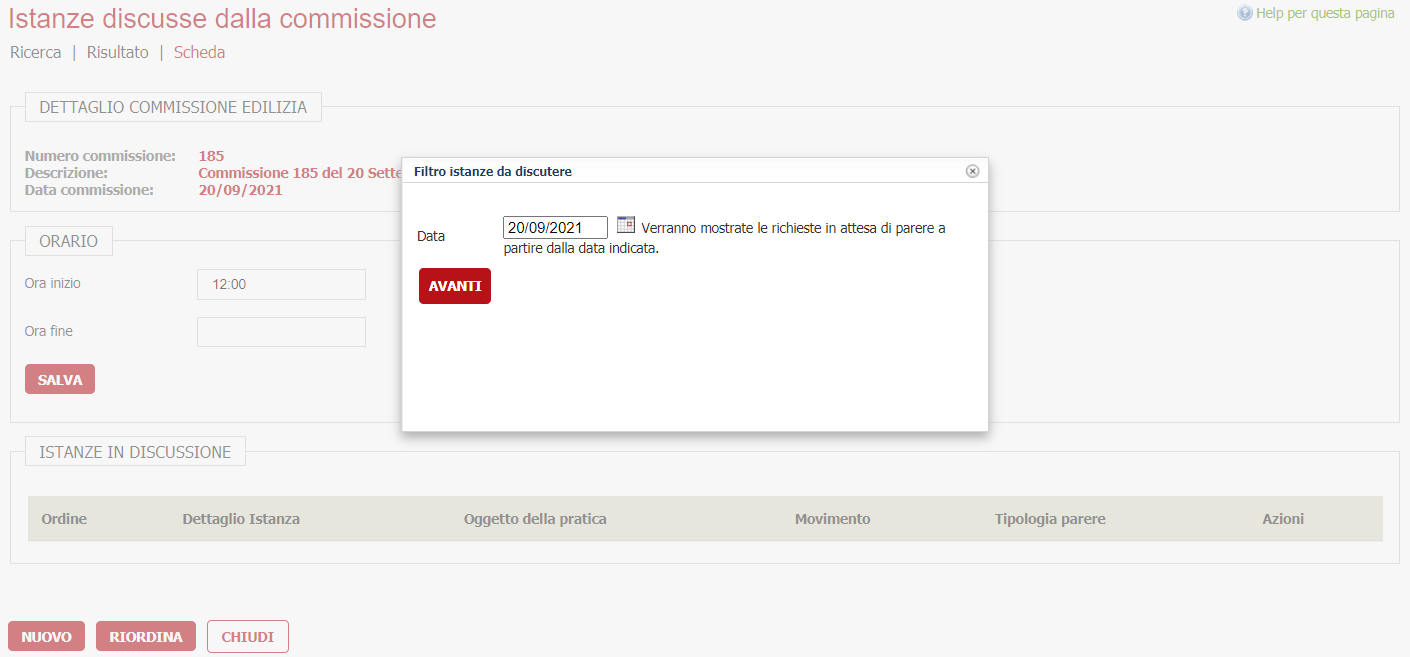 Istanze discusse dalla commissione
Help per questa pagina
Ricerca | Risultato | Scheda
DETTAGLIO COMMISSIONE EDILIZIA
Numero commissione: 185
Descrizione: Commissione 185 del 20 Sette
Data commissione: 20/09/2021
Filtro istanze da discutere
Data 20/09/2021 Verranno mostrate le richieste in attesa di parere a
partire dalla data indicata.
AVANTI
ORARIO
Ora inizio 12:00
Ora fine
SALVA
ISTANZE IN DISCUSSIONE
Ordine Dettaglio Istanza Oggetto della pratica Movimento Tipologia parere Azioni
NUOVO RIORDINA CHIUDI